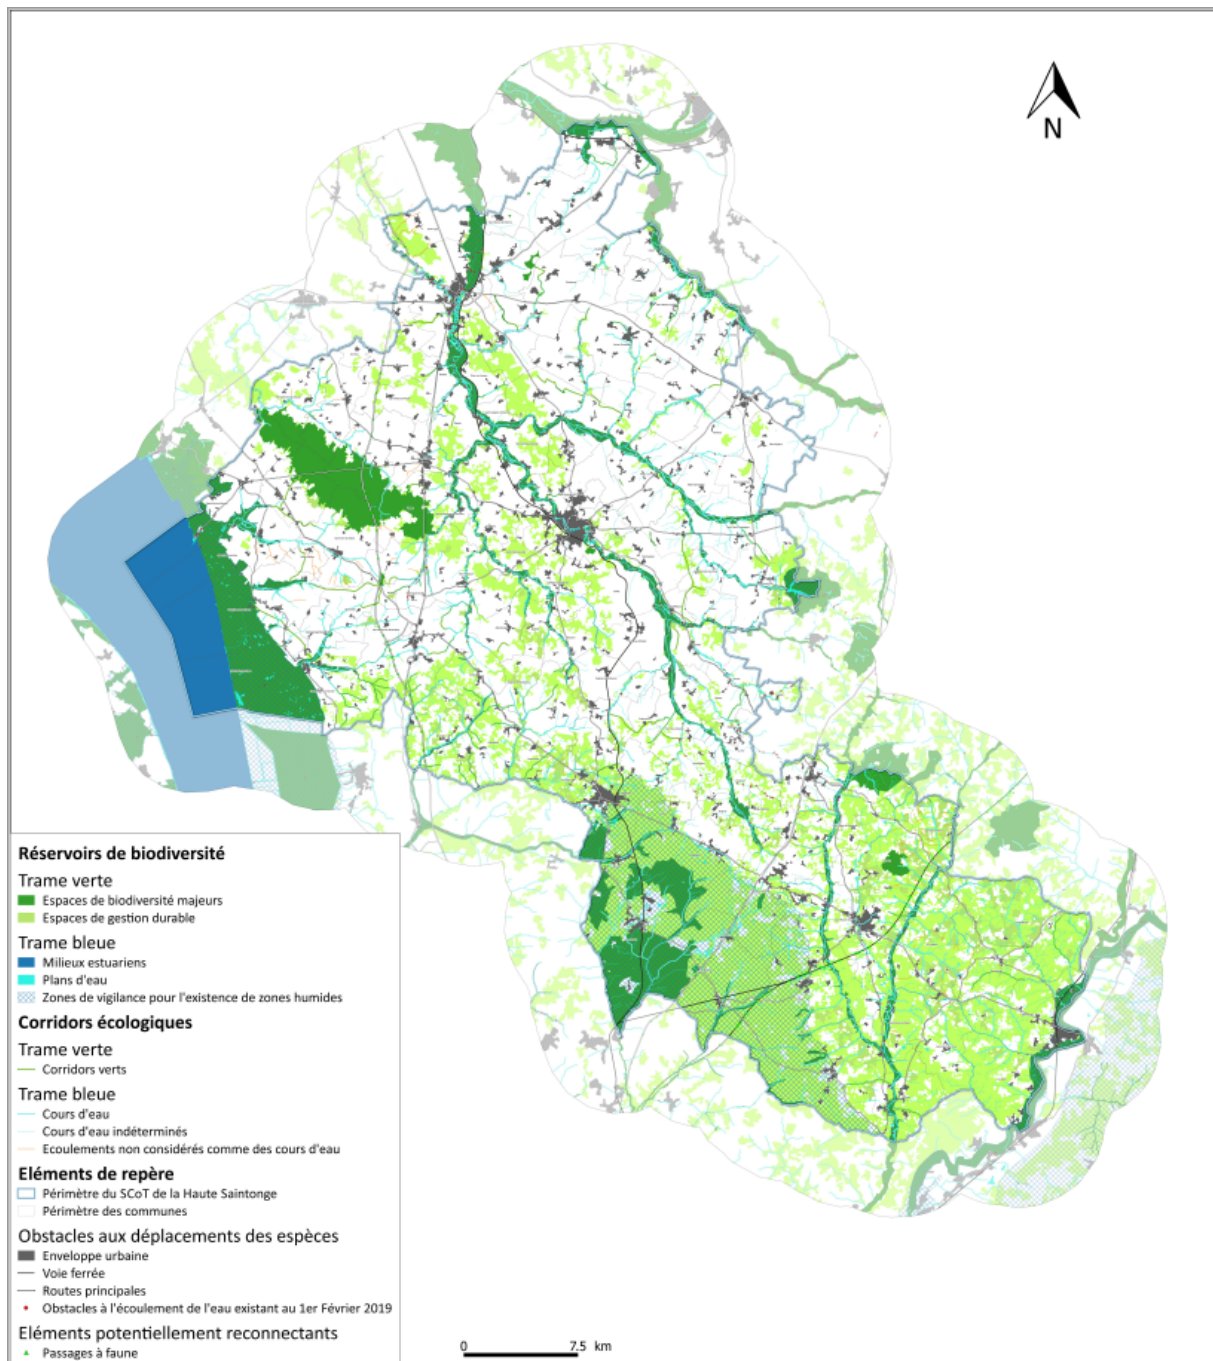 N
Réservoirs de biodiversité
Trame verte
Espaces de biodiversité majeurs
Espaces de gestion durable
Trame bleue
Milieux estuariens
Plans d'eau
Zones de vigilance pour l'existence de zones humides
Corridors écologiques
Trame verte
Corridors verts
Trame bleue
Cours d'eau
Cours d'eau indéterminés
Ecoulements non considérés comme des cours d'eau
Eléments de repère
Périmètre du SCoT de la Haute Saintonge
Périmètre des communes
Obstacles aux déplacements des espèces
Enveloppe urbaine
Voie ferrée
Routes principales
Obstacles à l'écoulement de l'eau existant au 1er Février 2019
Eléments potentiellement reconnectants
Passages à faune
0 7.5 km